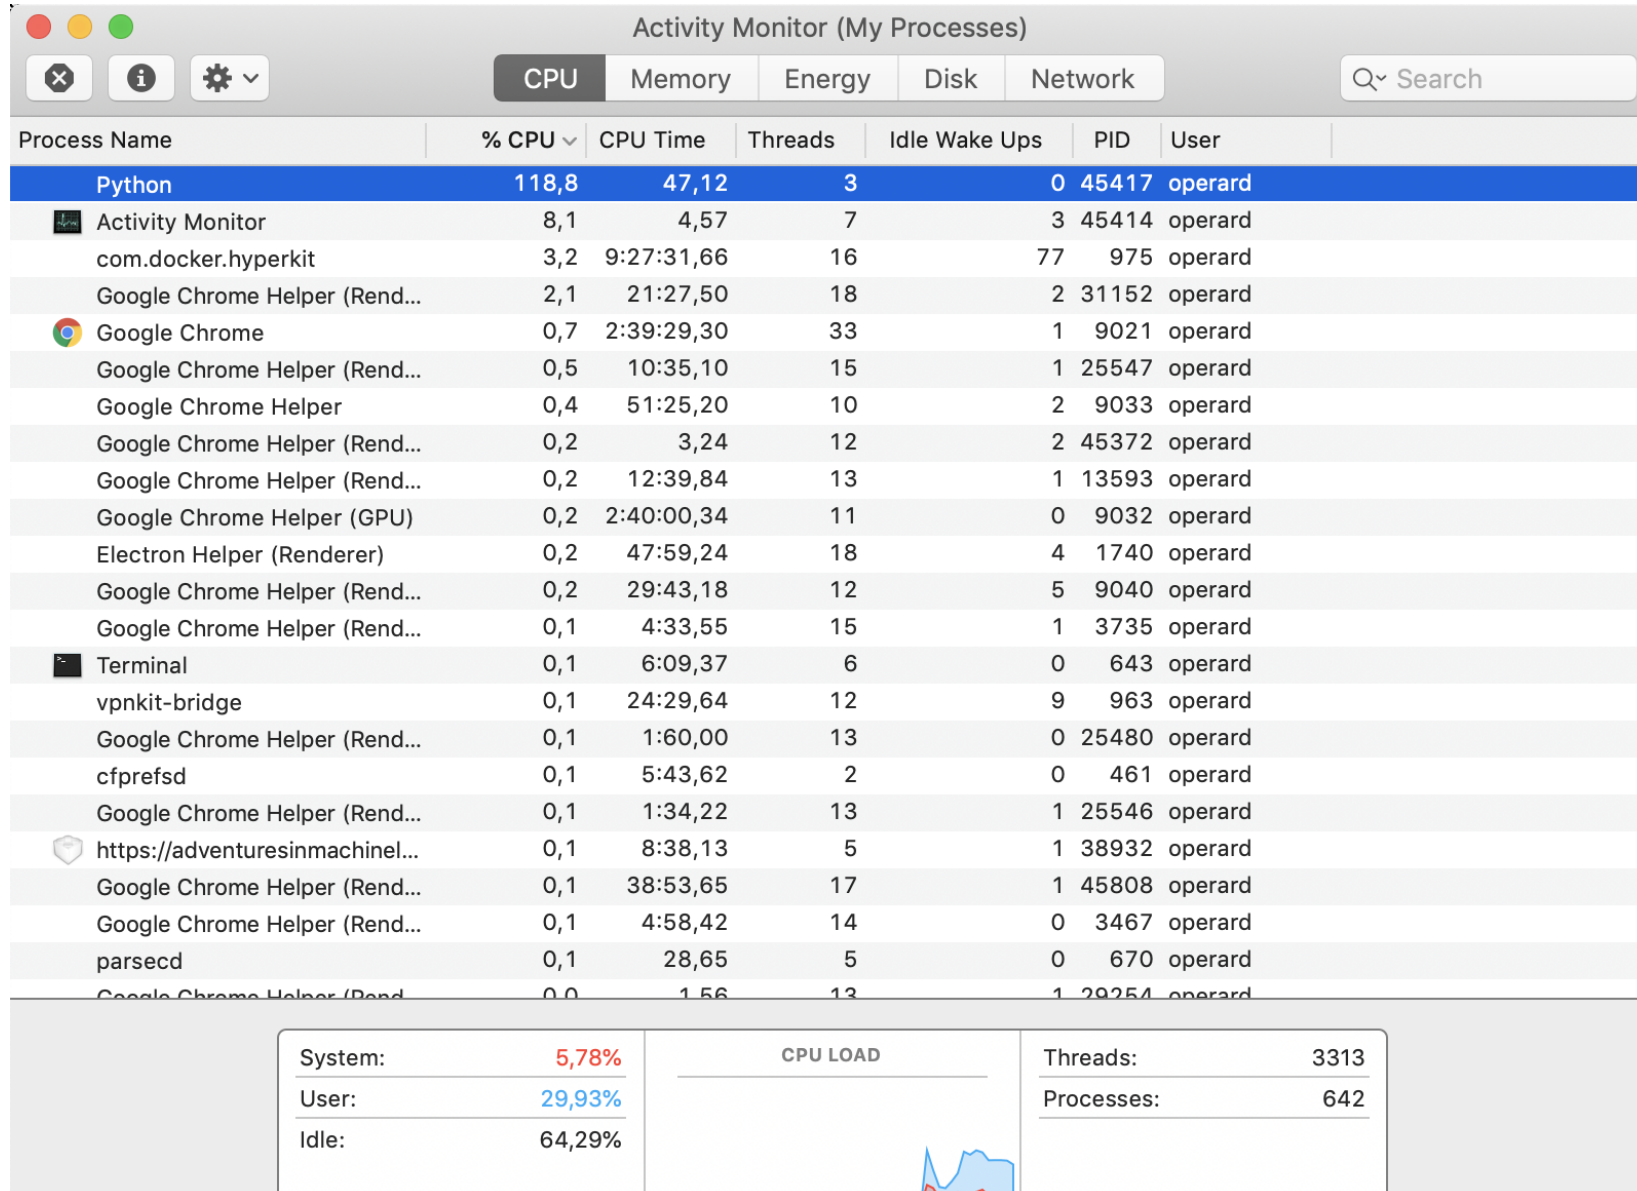 Activity Monitor (My Processes)
CPU Memory Energy Disk Network Search
Process Name % CPU CPU Time Threads Idle Wake Ups PID User
Python 118,8 47,12 3 0 45417 operard
Activity Monitor 8,1 4,57 7 3 45414 operard
com.docker.hyperkit 3,2 9:27:31,66 16 77 975 operard
Google Chrome Helper (Rend... 2,1 21:27,50 18 2 31152 operard
Google Chrome 0,7 2:39:29,30 33 1 9021 operard
Google Chrome Helper (Rend... 0,5 10:35,10 15 1 25547 operard
Google Chrome Helper 0,4 51:25,20 10 2 9033 operard
Google Chrome Helper (Rend... 0,2 3,24 12 2 45372 operard
Google Chrome Helper (Rend... 0,2 12:39,84 13 1 13593 operard
Google Chrome Helper (GPU) 0,2 2:40:00,34 11 0 9032 operard
Electron Helper (Renderer) 0,2 47:59,24 18 4 1740 operard
Google Chrome Helper (Rend... 0,2 29:43,18 12 5 9040 operard
Google Chrome Helper (Rend... 0,1 4:33,55 15 1 3735 operard
Terminal 0,1 6:09,37 6 0 643 operard
vpnkit-bridge 0,1 24:29,64 12 9 963 operard
Google Chrome Helper (Rend... 0,1 1:60,00 13 0 25480 operard
cfprefsd 0,1 5:43,62 2 0 461 operard
Google Chrome Helper (Rend... 0,1 1:34,22 13 1 25546 operard
https://adventuresinmachinel... 0,1 8:38,13 5 1 38932 operard
Google Chrome Helper (Rend... 0,1 38:53,65 17 1 45808 operard
Google Chrome Helper (Rend... 0,1 4:58,42 14 0 3467 operard
parsecd 0,1 28,65 5 0 670 operard
Google Chrome Helper (Rend... 0,0 1,56 13 1 29254 operard
System: 5,78% CPU LOAD Threads: 3313
User: 29,93% Processes: 642
Idle: 64,29%